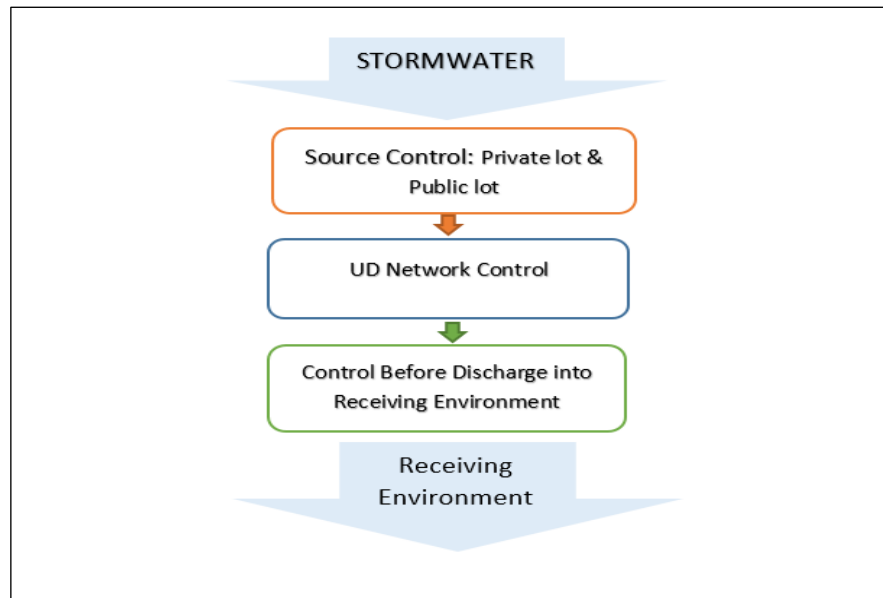 STORMWATER
Source Control: Private lot &
Public lot
UD Network Control
Control Before Discharge into
Receiving Environment
Receiving
Environment